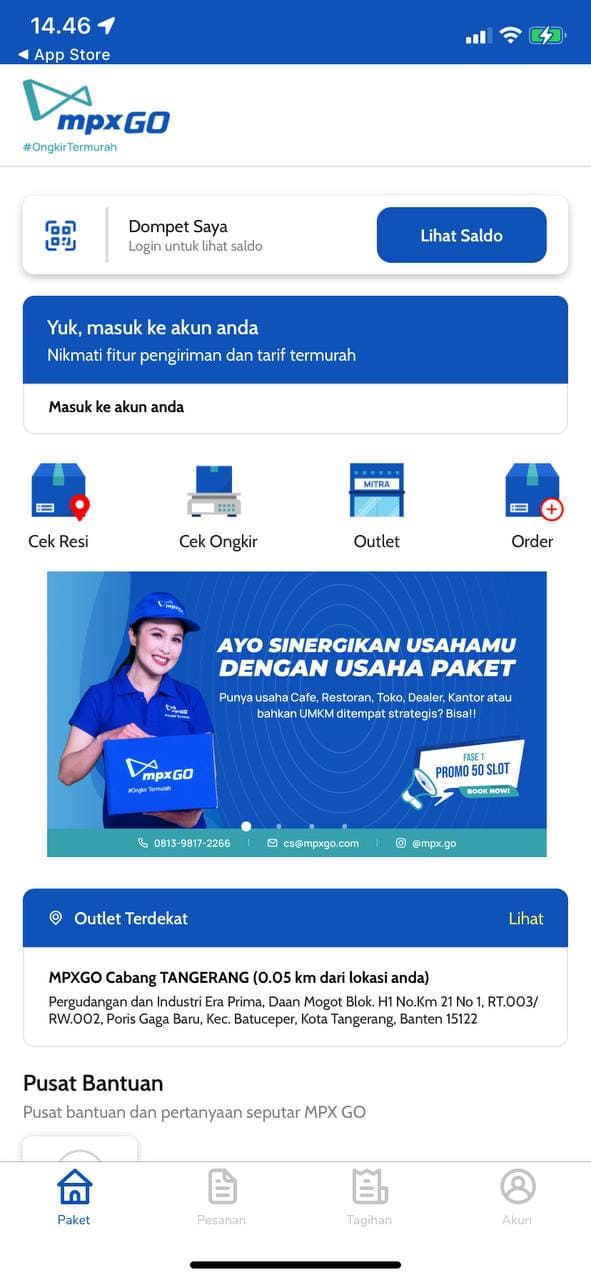 14.46
App Store
mpxGO
#OngkirTermurah
Dompet Saya
Login untuk lihat saldo
Lihat Saldo
Yuk, masuk ke akun anda
Nikmati fitur pengiriman dan tarif termurah
Masuk ke akun anda
MITRA
Cek Resi
Cek Ongkir
Outlet
Order
mpxGO
AYO SINERGIKAN USAHAMU
DENGAN USAHA PAKET
Punya usaha Cafe, Restoran, Toko, Dealer, Kantor atau
bahkan UMKM ditempat strategis? Bisa!!
mpxGO
mpxGO
#Ongkir Termurah
FASE 1
PROMO 50 SLOT
BOOK NOW!
0813-9817-2266
cs@mpxgo.com
@mpx.go
Outlet Terdekat
Lihat
MPXGO Cabang TANGERANG (0.05 km dari lokasi anda)
Pergudangan dan Industri Era Prima, Daan Mogot Blok. H1 No.Km 21 No 1, RT.003/
RW.002, Poris Gaga Baru, Kec. Batuceper, Kota Tangerang, Banten 15122
Pusat Bantuan
Pusat bantuan dan pertanyaan seputar MPX GO
Paket
Pesanan
Tagihan
Akun